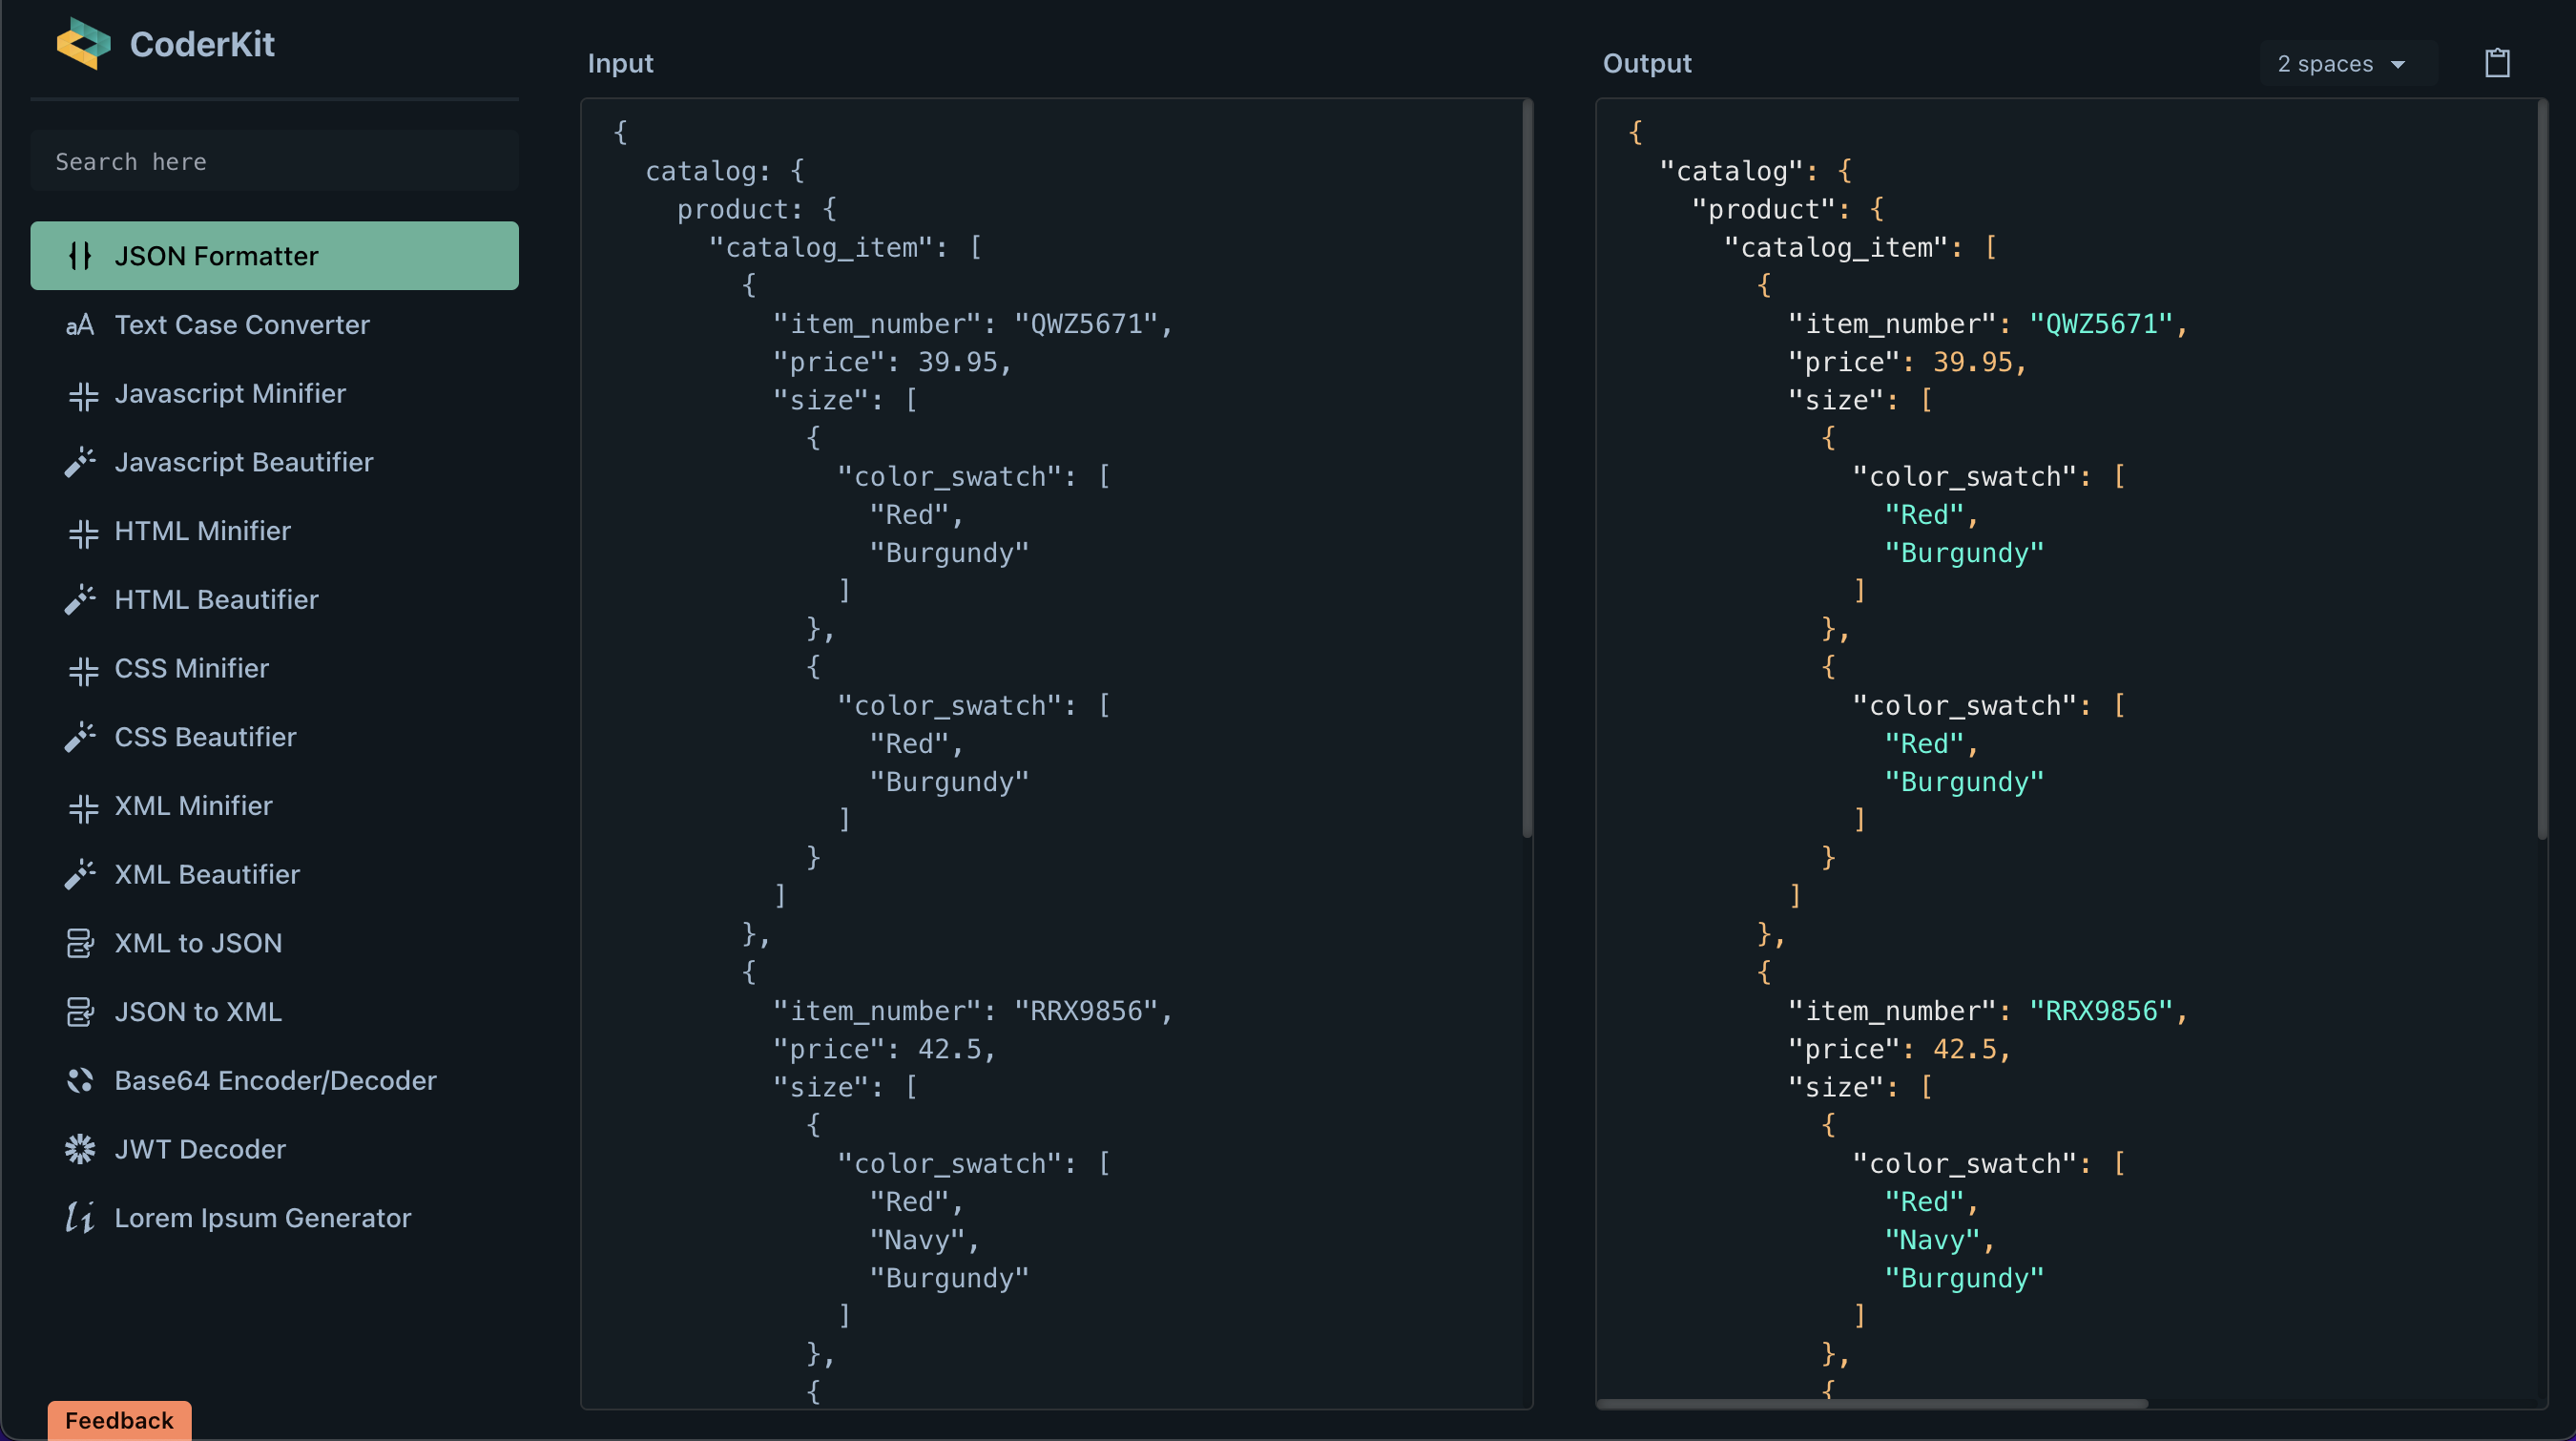 CoderKit
Search here
JSON Formatter
Text Case Converter
Javascript Minifier
Javascript Beautifier
HTML Minifier
HTML Beautifier
CSS Minifier
CSS Beautifier
XML Minifier
XML Beautifier
XML to JSON
JSON to XML
Base64 Encoder/Decoder
JWT Decoder
Lorem Ipsum Generator
Feedback
Input
{
  catalog: {
    product: {
      "catalog_item": [
        {
          "item_number": "QWZ5671",
          "price": 39.95,
          "size": [
            {
              "color_swatch": [
                "Red",
                "Burgundy"
              ]
            },
            {
              "color_swatch": [
                "Red",
                "Burgundy"
              ]
            }
          ]
        },
        {
          "item_number": "RRX9856",
          "price": 42.5,
          "size": [
            {
              "color_swatch": [
                "Red",
                "Navy",
                "Burgundy"
              ]
            },
            {
Output
2 spaces
{
  "catalog": {
    "product": {
      "catalog_item": [
        {
          "item_number": "QWZ5671",
          "price": 39.95,
          "size": [
            {
              "color_swatch": [
                "Red",
                "Burgundy"
              ]
            },
            {
              "color_swatch": [
                "Red",
                "Burgundy"
              ]
            }
          ]
        },
        {
          "item_number": "RRX9856",
          "price": 42.5,
          "size": [
            {
              "color_swatch": [
                "Red",
                "Navy",
                "Burgundy"
              ]
            },
            {